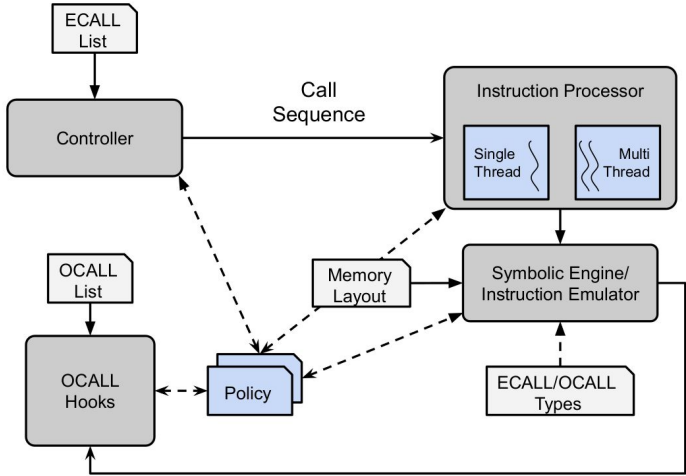 ECALL
List
Controller
Call
Sequence
Instruction Processor
Single
Thread
Multi
Thread
OCALL
List
Memory
Layout
Symbolic Engine/
Instruction Emulator
OCALL
Hooks
Policy
ECALL/OCALL
Types